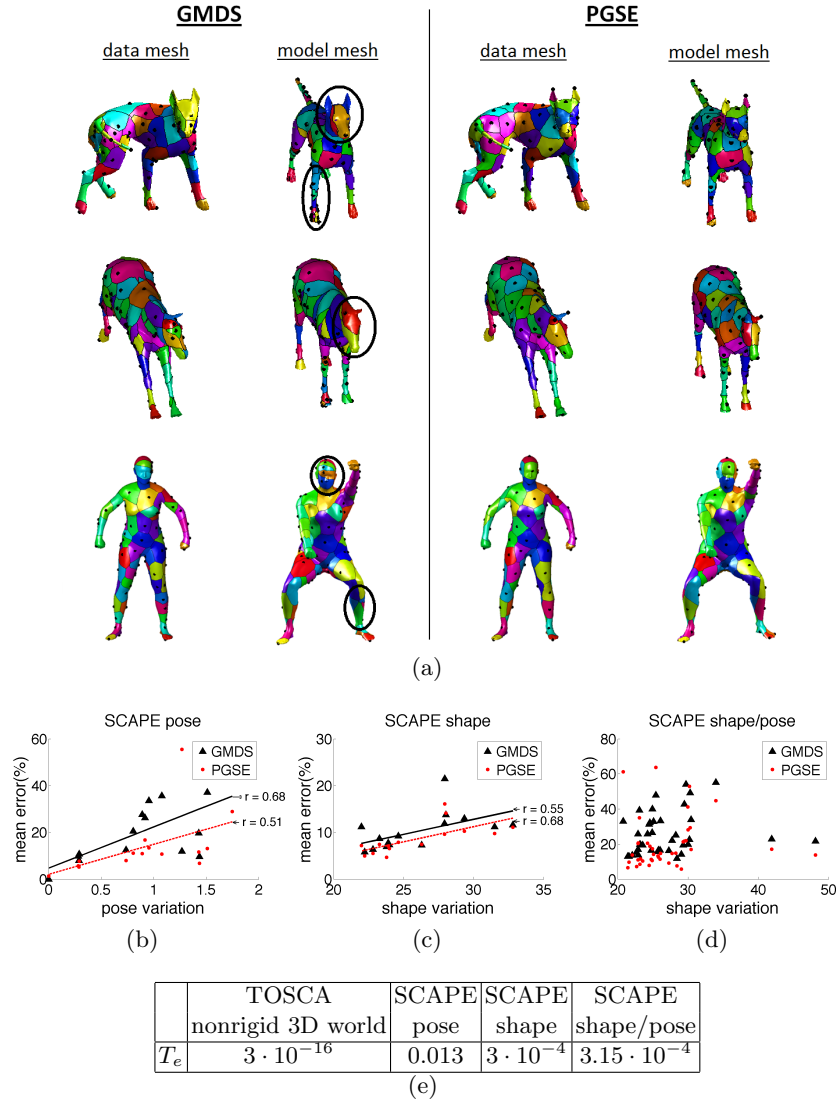 GMDS PGSE
data mesh model mesh data mesh model mesh
(a)
SCAPE pose
mean error(%)
60
40
20
0
0 0.5 1 1.5 2
GMDS
PGSE
r = 0.68
r = 0.51
pose variation
(b)
SCAPE shape
mean error(%)
30
20
10
0
20 25 30 35
GMDS
PGSE
r = 0.55
r = 0.68
shape variation
(c)
SCAPE shape/pose
mean error(%)
80
60
40
20
0
20 25 30 35 40 45 50
GMDS
PGSE
shape variation
(d)
TOSCA SCAPE SCAPE SCAPE
nonrigid 3D world pose shape shape/pose
Te 3 · 10−16 0.013 3 · 10−4 3.15 · 10−4
(e)